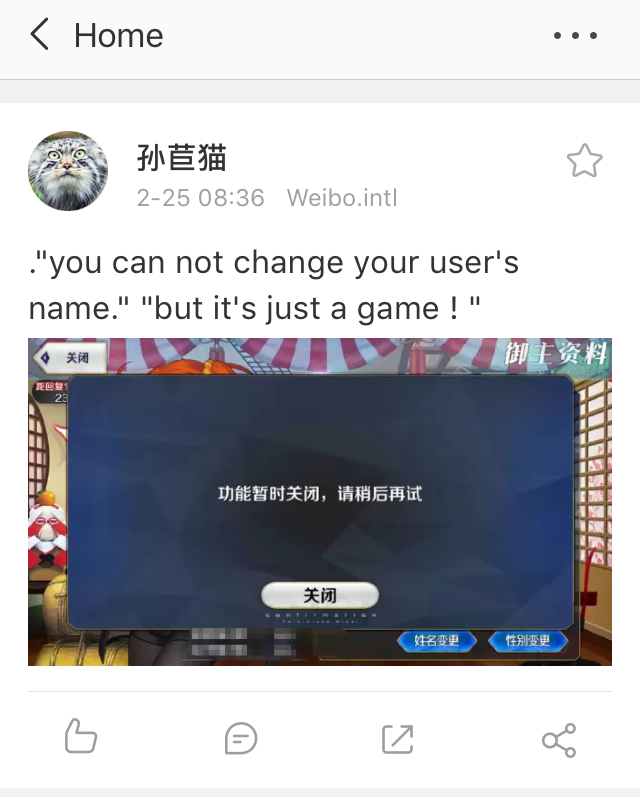 Home
孙苣猫
2-25 08:36 Weibo.intl
."you can not change your user's
name." "but it's just a game！"
关闭
御主资料
距回复1
23
功能暂时关闭，请稍后再试
关闭
confirmation
姓名变更
性别变更